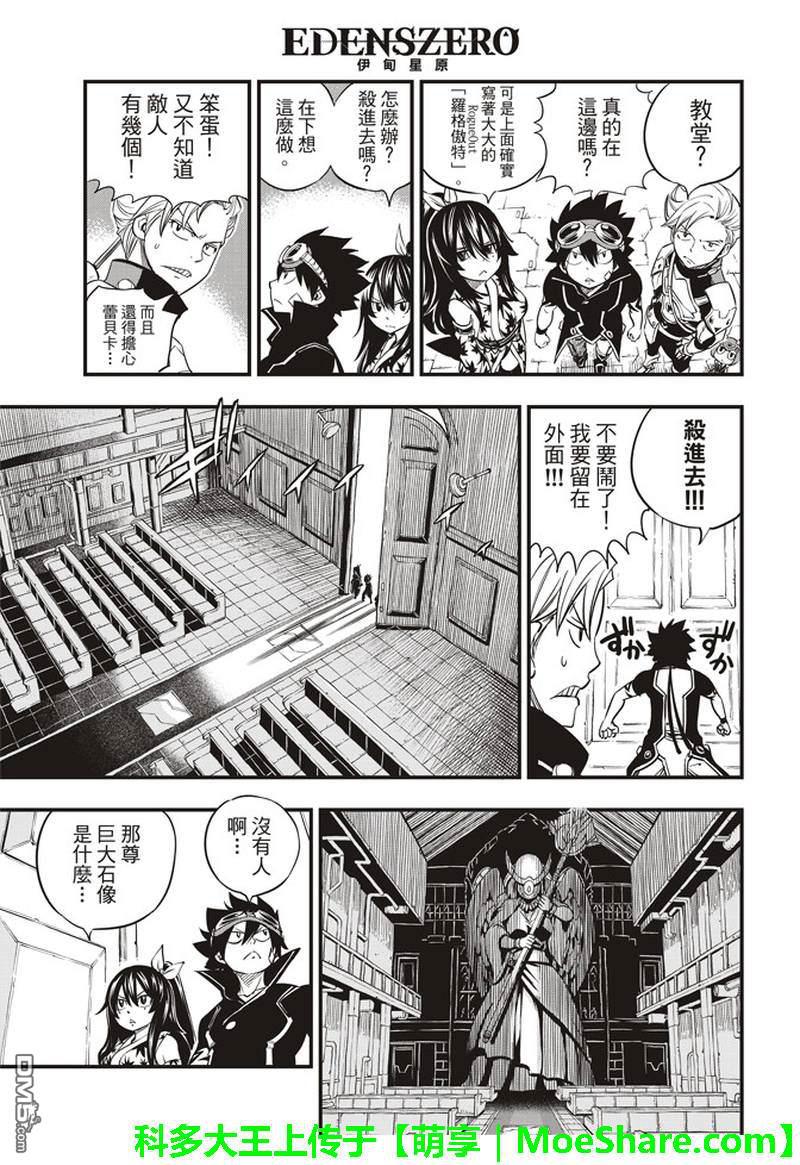 EDENSZERO
伊甸星原
教堂？
真的在
這邊嗎？
可是上面確實
寫著大大的
RogueOut
「羅格傲特」。
怎麼辦？
殺進去嗎？
在下想
這麼做。
笨蛋！
又不知道
敵人
有幾個！
而且
還得擔心
蕾貝卡⋯
殺進去!!!
不要鬧了！
我要留在
外面!!!
ずか
ずか
沒有人
啊⋯
那尊
巨大石像
是什麼⋯
DM5.com
科多大王上传于【萌享║MoeShare.com】